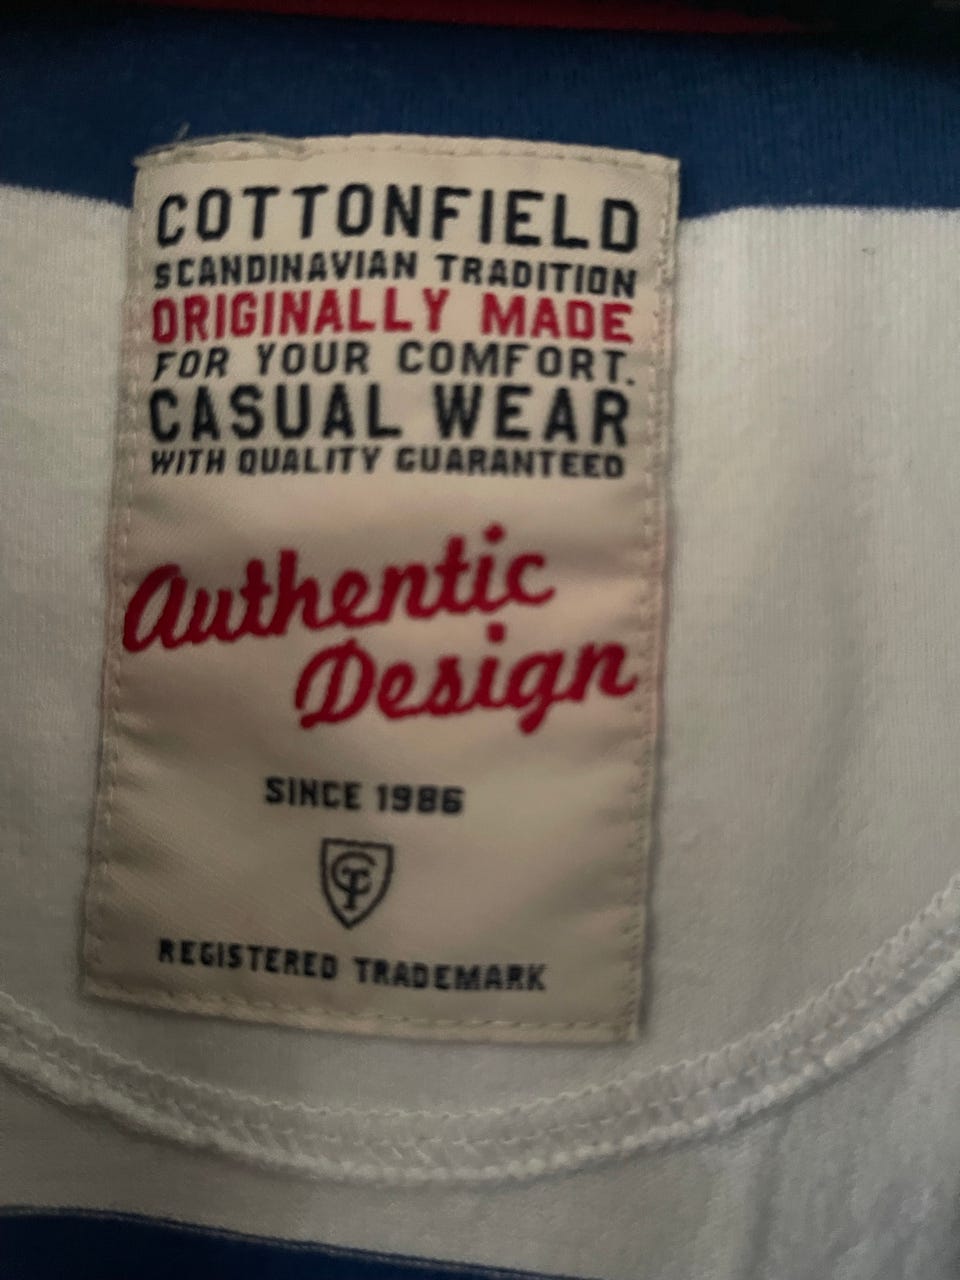 COTTONFIELD
SCANDINAVIAN TRADITION
ORIGINALLY MADE
FOR YOUR COMFORT.
CASUAL WEAR
WITH QUALITY GUARANTEED
Authentic
Design
SINCE 1986
CF
REGISTERED TRADEMARK